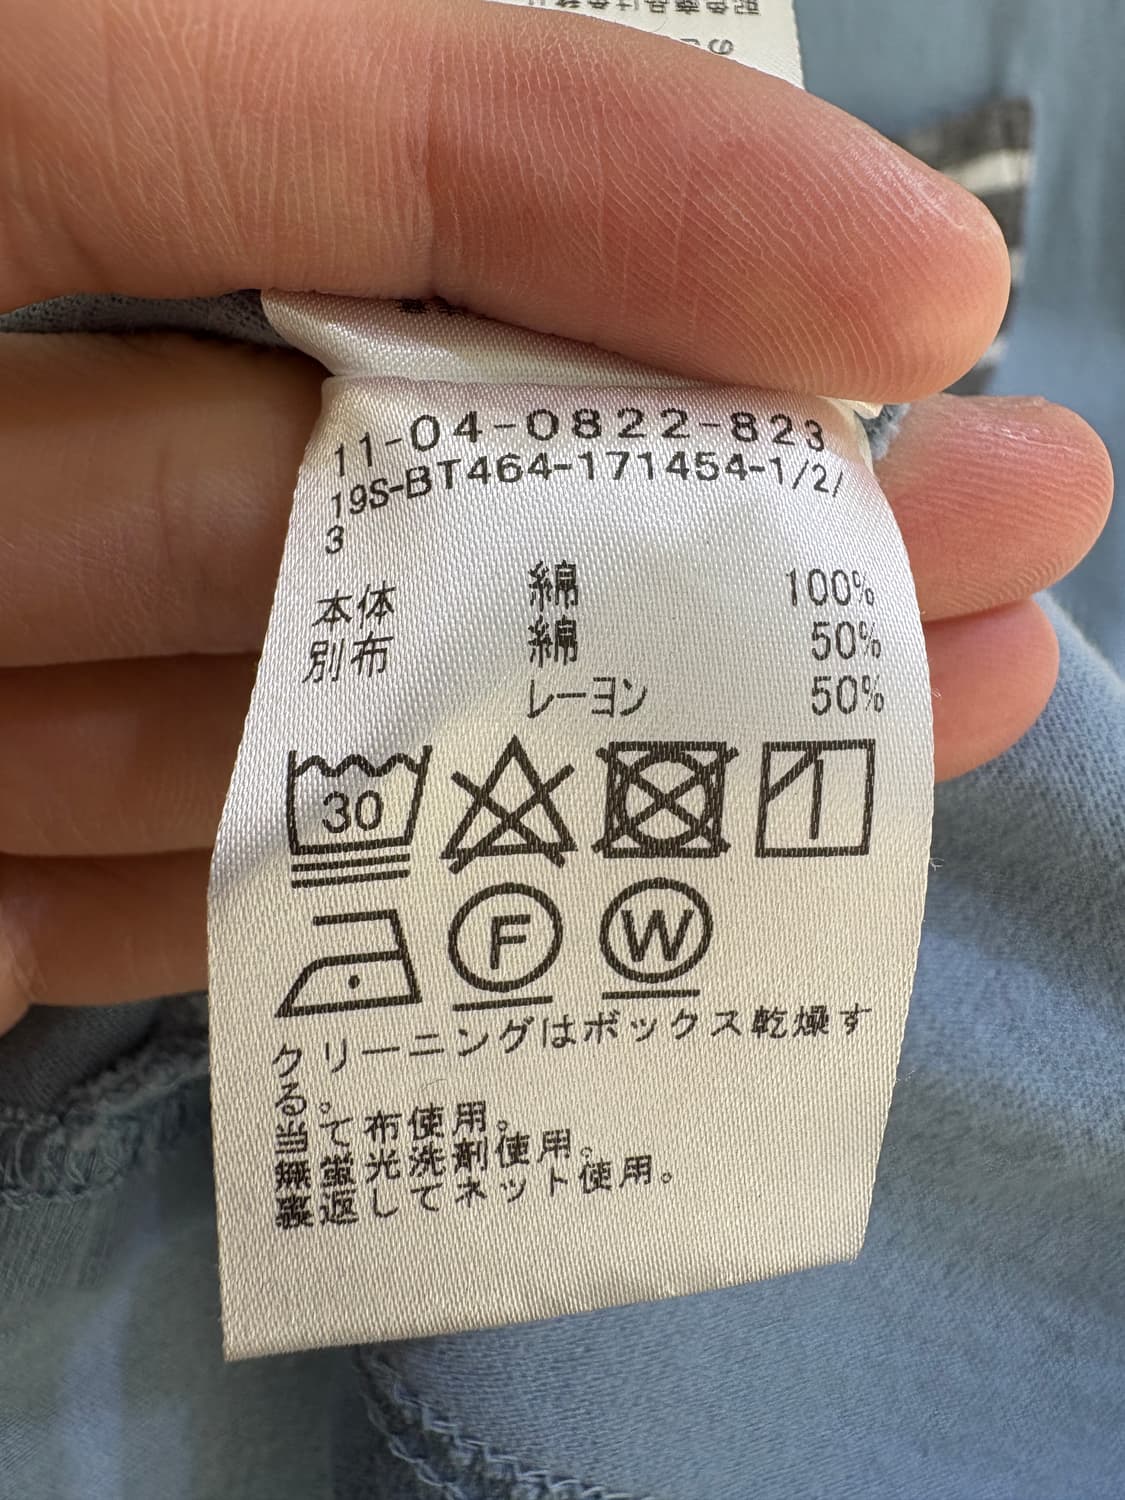 11-04-0822-823
19S-BT464-171454-1/2/
3
本体 綿 100%
別布 綿 50%
レーヨン 50%
30
F W
クリーニングはボックス乾燥す
る。
当て布使用。
無蛍光洗剤使用。
裏返してネット使用。